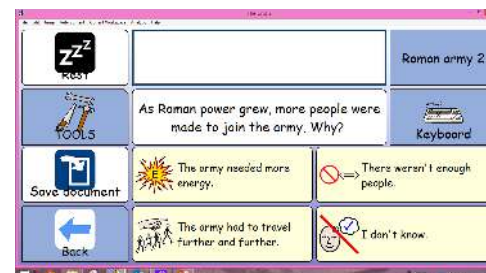 zzz
Rest
Roman army 2
TOOLS
As Roman power grew, more people were
made to join the army. Why?
Keyboard
Save document
E
The army needed more
energy.
There weren't enough
people.
Back
The army had to travel
further and further.
I don't know.